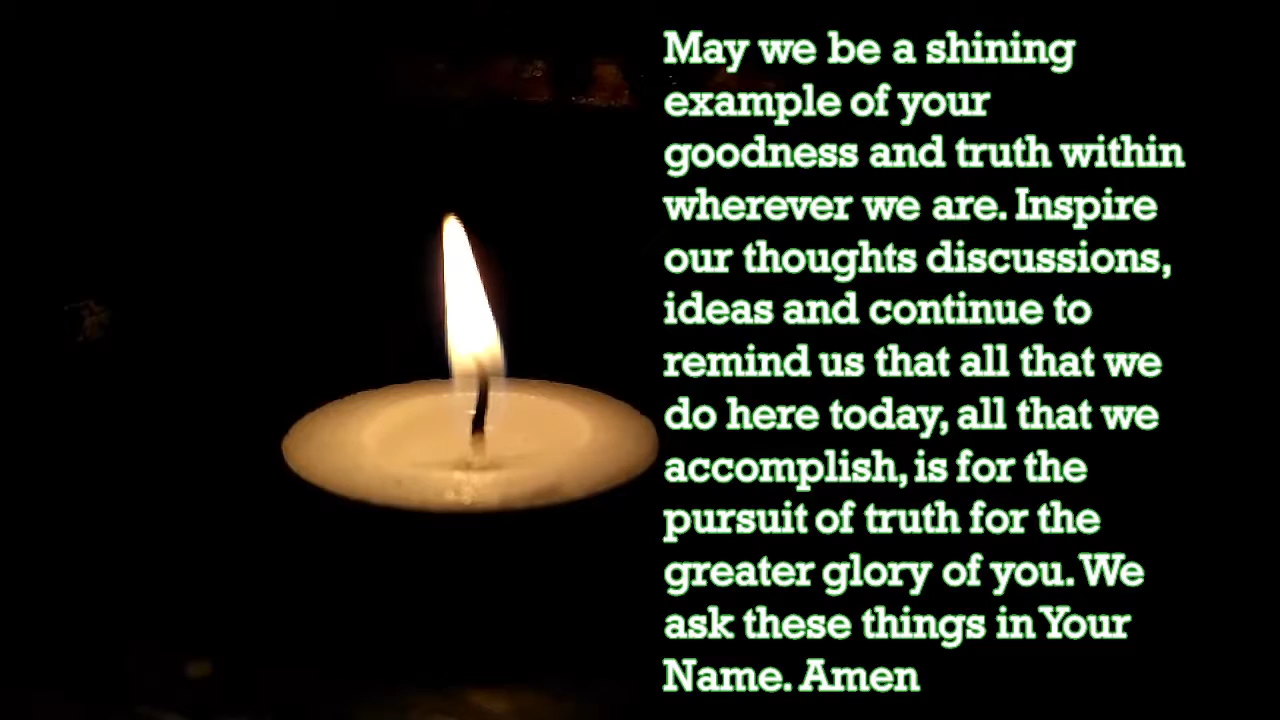 May we be a shining
example of your
goodness and truth within
wherever we are. Inspire
our thoughts discussions,
ideas and continue to
remind us that all that we
do here today, all that we
accomplish, is for the
pursuit of truth for the
greater glory of you. We
ask these things in Your
Name. Amen